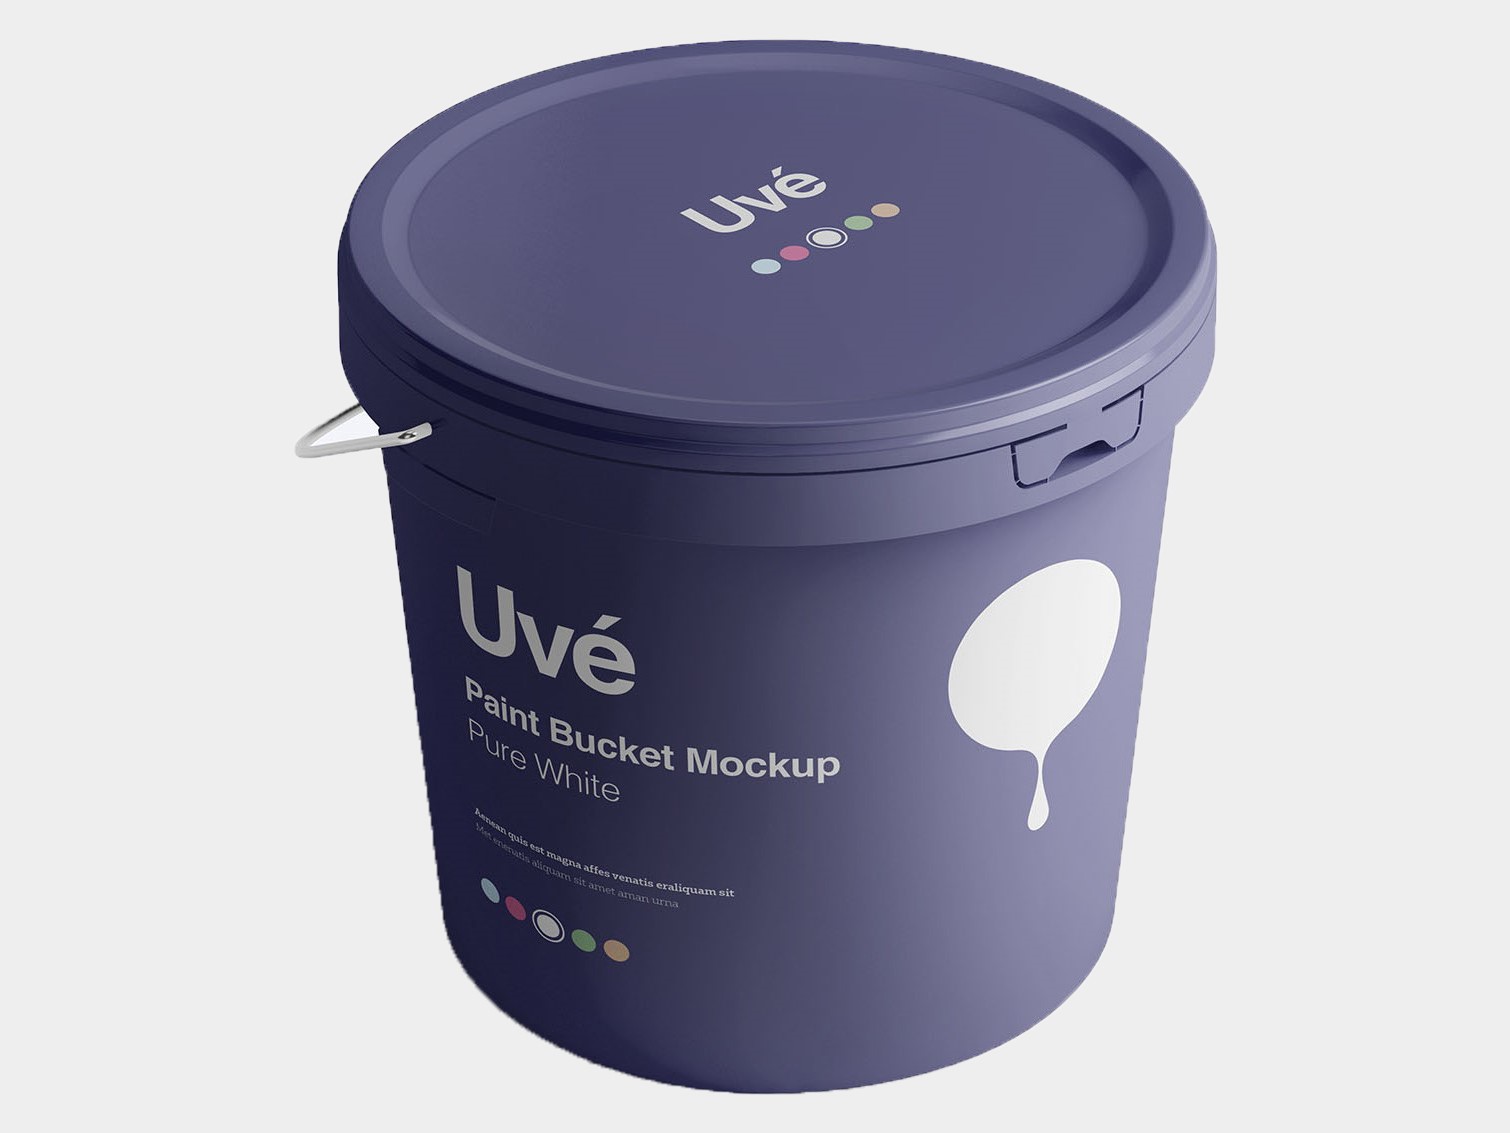 Uvé
Uvé
Paint Bucket Mockup
Pure White
Aenean quis est magna affes venatis eraliquam sit
Met enenatis aliquam sit amet aman urna